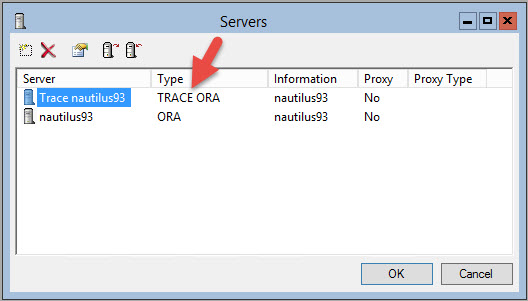 Servers
Server Type Information Proxy Proxy Type
Trace nautilus93 TRACE ORA nautilus93 No
nautilus93 ORA nautilus93 No
OK Cancel